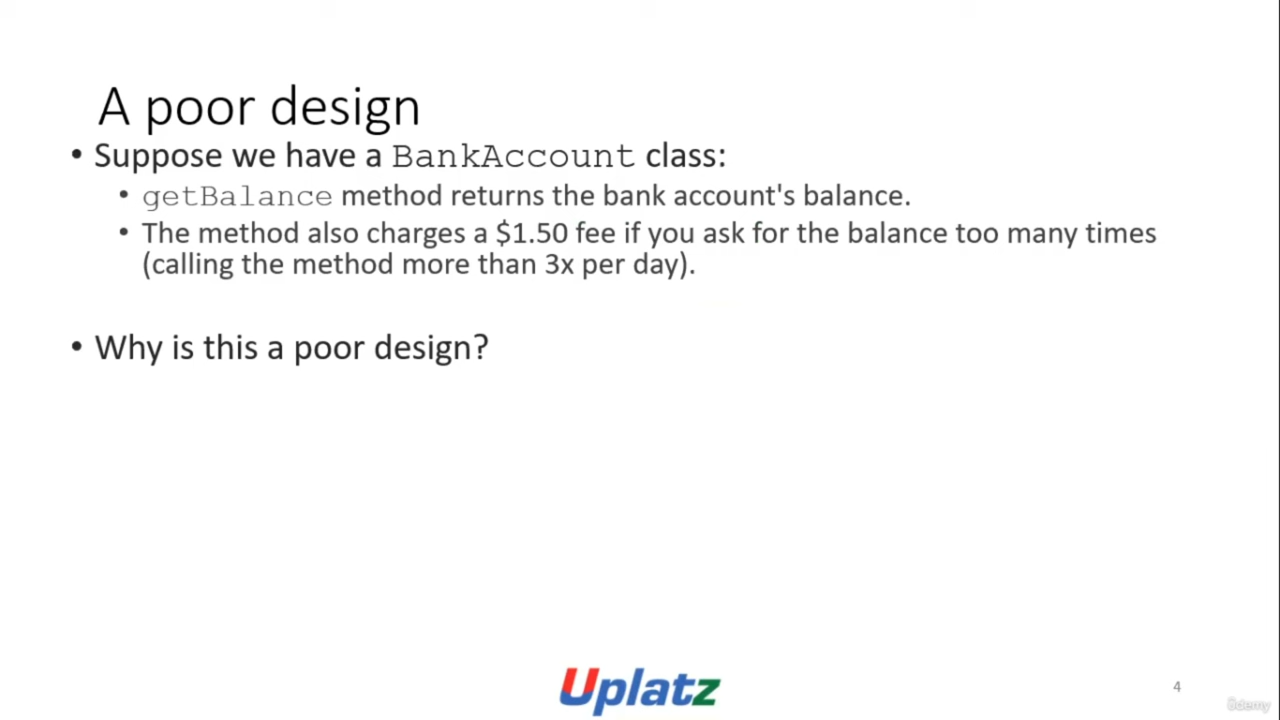 A poor design
• Suppose we have a BankAccount class:
• getBalance method returns the bank account's balance.
• The method also charges a $1.50 fee if you ask for the balance too many times
(calling the method more than 3x per day).
• Why is this a poor design?
Uplatz
4
ûdemy